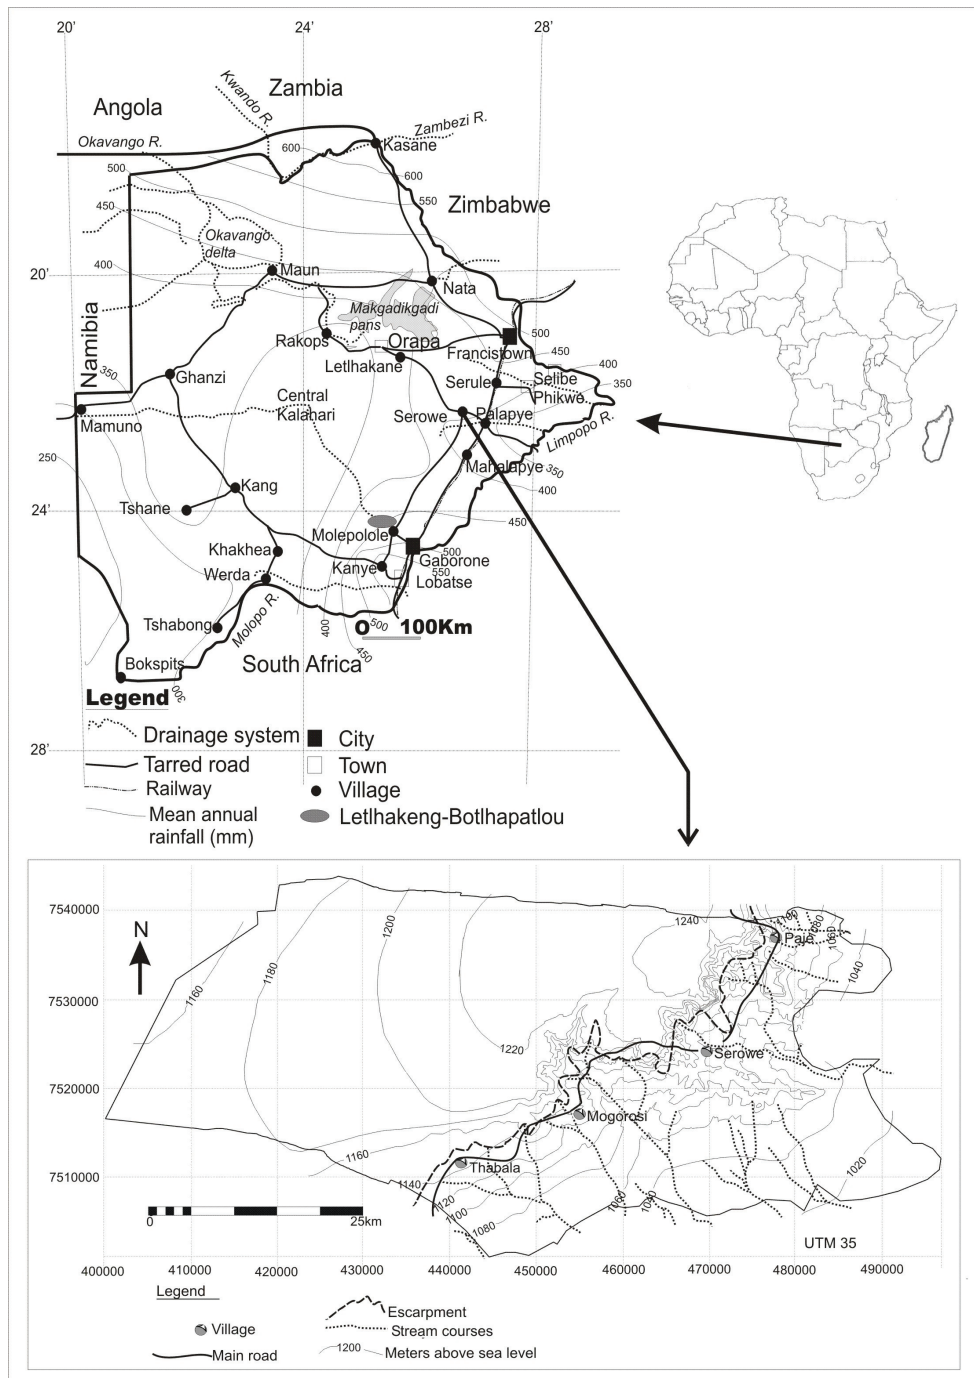 20'
24'
28'
Kwando R.
Zambia
Angola
Zambezi R.
Okavango R.
Kasane
600
600
500
550
Zimbabwe
450
Okavango
delta
400
20'
Maun
Nata
Namibia
Makgadikgadi
pans
500
Rakops
Orapa
Francistown
450
Letlhakane
400
350
Ghanzi
350
Serule
Selibe
Phikwe
Central
Kalahari
Mamuno
Serowe
Palapye
Limpopo R.
250
Mahalapye
350
Kang
400
24'
Tshane
450
Molepolole
Khakhea
500
Gaborone
Kanye
550
Werda
Lobatse
Molopo R.
Tshabong
400
500
O 100Km
450
South Africa
Bokspits
300
Legend
Drainage system
City
28'
Tarred road
Town
Railway
Village
Mean annual
rainfall (mm)
Letlhakeng-Botlhapatlou
7540000
N
1200
1240
1100
1080
1060
Paje
1180
1160
1040
7530000
1220
Serowe
7520000
Mogorosi
1160
Thabala
1020
7510000
1140
1120
1100
1080
1060
1040
0
25km
UTM 35
400000
410000
420000
430000
440000
450000
460000
470000
480000
490000
Legend
Escarpment
Village
Stream courses
Main road
1200
Meters above sea level